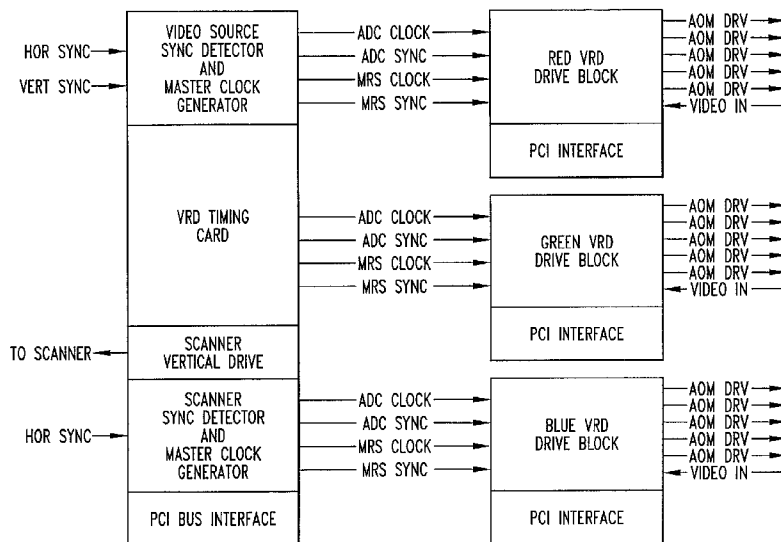 HOR SYNC
VERT SYNC
VIDEO SOURCE
SYNC DETECTOR
AND
MASTER CLOCK
GENERATOR
ADC CLOCK
ADC SYNC
MRS CLOCK
MRS SYNC
RED VRD
DRIVE BLOCK
PCI INTERFACE
AOM DRV
AOM DRV
AOM DRV
AOM DRV
AOM DRV
VIDEO IN
VRD TIMING
CARD
ADC CLOCK
ADC SYNC
MRS CLOCK
MRS SYNC
GREEN VRD
DRIVE BLOCK
PCI INTERFACE
AOM DRV
AOM DRV
AOM DRV
AOM DRV
AOM DRV
VIDEO IN
TO SCANNER
SCANNER
VERTICAL DRIVE
HOR SYNC
SCANNER
SYNC DETECTOR
AND
MASTER CLOCK
GENERATOR
PCI BUS INTERFACE
ADC CLOCK
ADC SYNC
MRS CLOCK
MRS SYNC
BLUE VRD
DRIVE BLOCK
PCI INTERFACE
AOM DRV
AOM DRV
AOM DRV
AOM DRV
AOM DRV
VIDEO IN